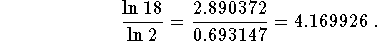 ln 18 / ln 2 = 2.890372 / 0.693147 = 4.169926 .